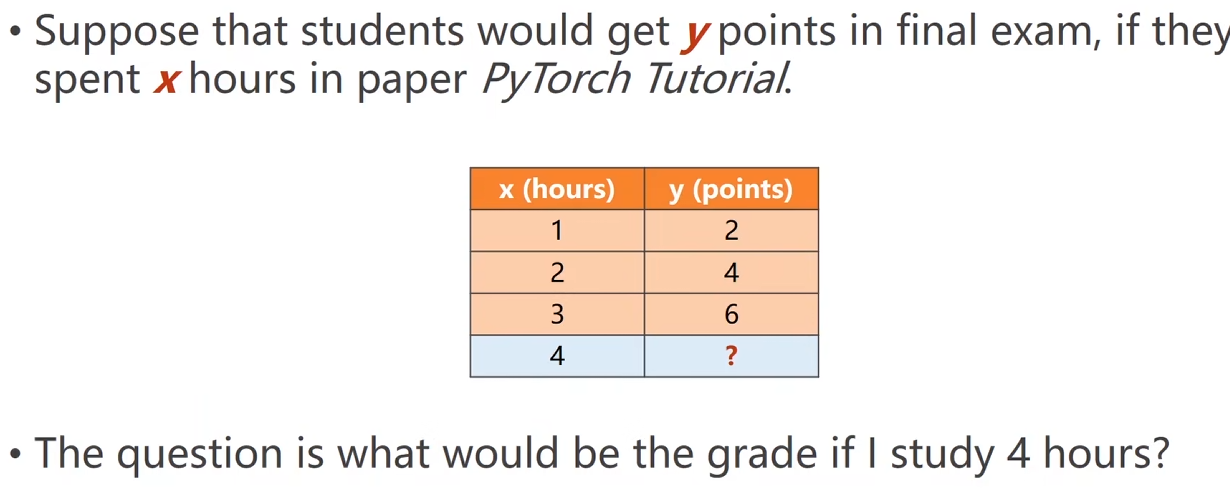 • Suppose that students would get y points in final exam, if they
spent x hours in paper PyTorch Tutorial.
x (hours) y (points)
1 2
2 4
3 6
4 ?
• The question is what would be the grade if I study 4 hours?